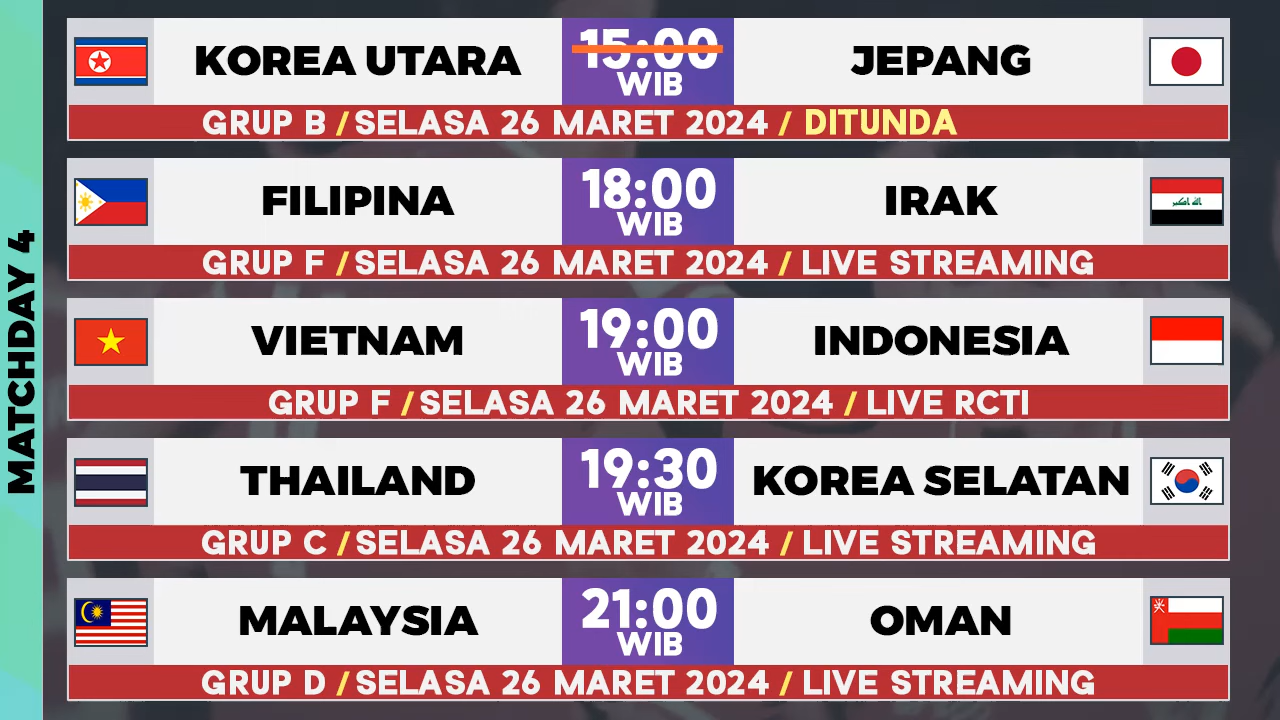 MATCHDAY 4
KOREA UTARA
15:00
WIB
JEPANG
GRUP B / SELASA 26 MARET 2024 / DITUNDA
FILIPINA
18:00
WIB
IRAK
GRUP F / SELASA 26 MARET 2024 / LIVE STREAMING
VIETNAM
19:00
WIB
INDONESIA
GRUP F / SELASA 26 MARET 2024 / LIVE RCTI
THAILAND
19:30
WIB
KOREA SELATAN
GRUP C / SELASA 26 MARET 2024 / LIVE STREAMING
MALAYSIA
21:00
WIB
OMAN
GRUP D / SELASA 26 MARET 2024 / LIVE STREAMING